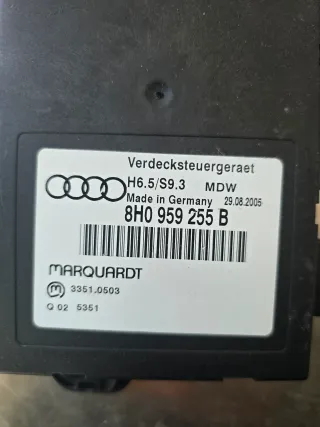 Verdecksteuergeraet
H6.5/S9.3 MDW
Made in Germany 29.08.2005
8H0 959 255 B
MARQUARDT
m 3351.0503
Q 02 5351